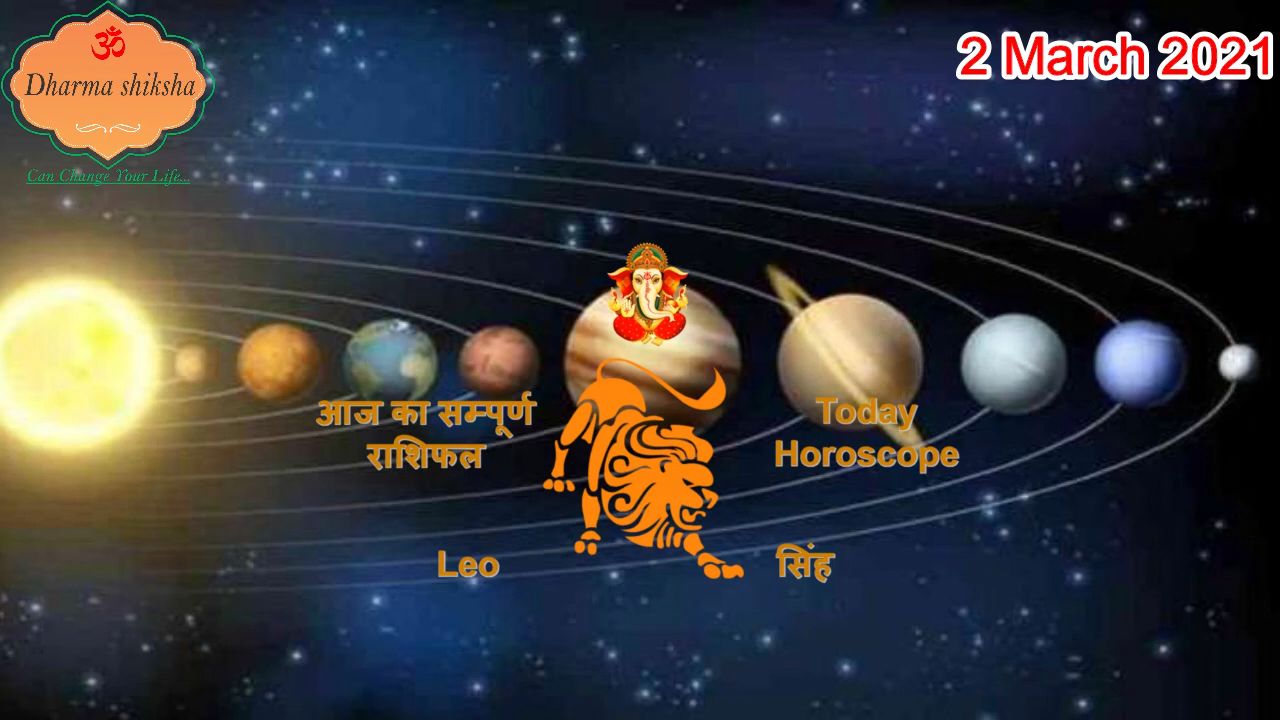 ॐ
Dharma shiksha
Can Change Your Life...
2 March 2021
आज का सम्पूर्ण
राशिफल
Today
Horoscope
Leo
सिंह